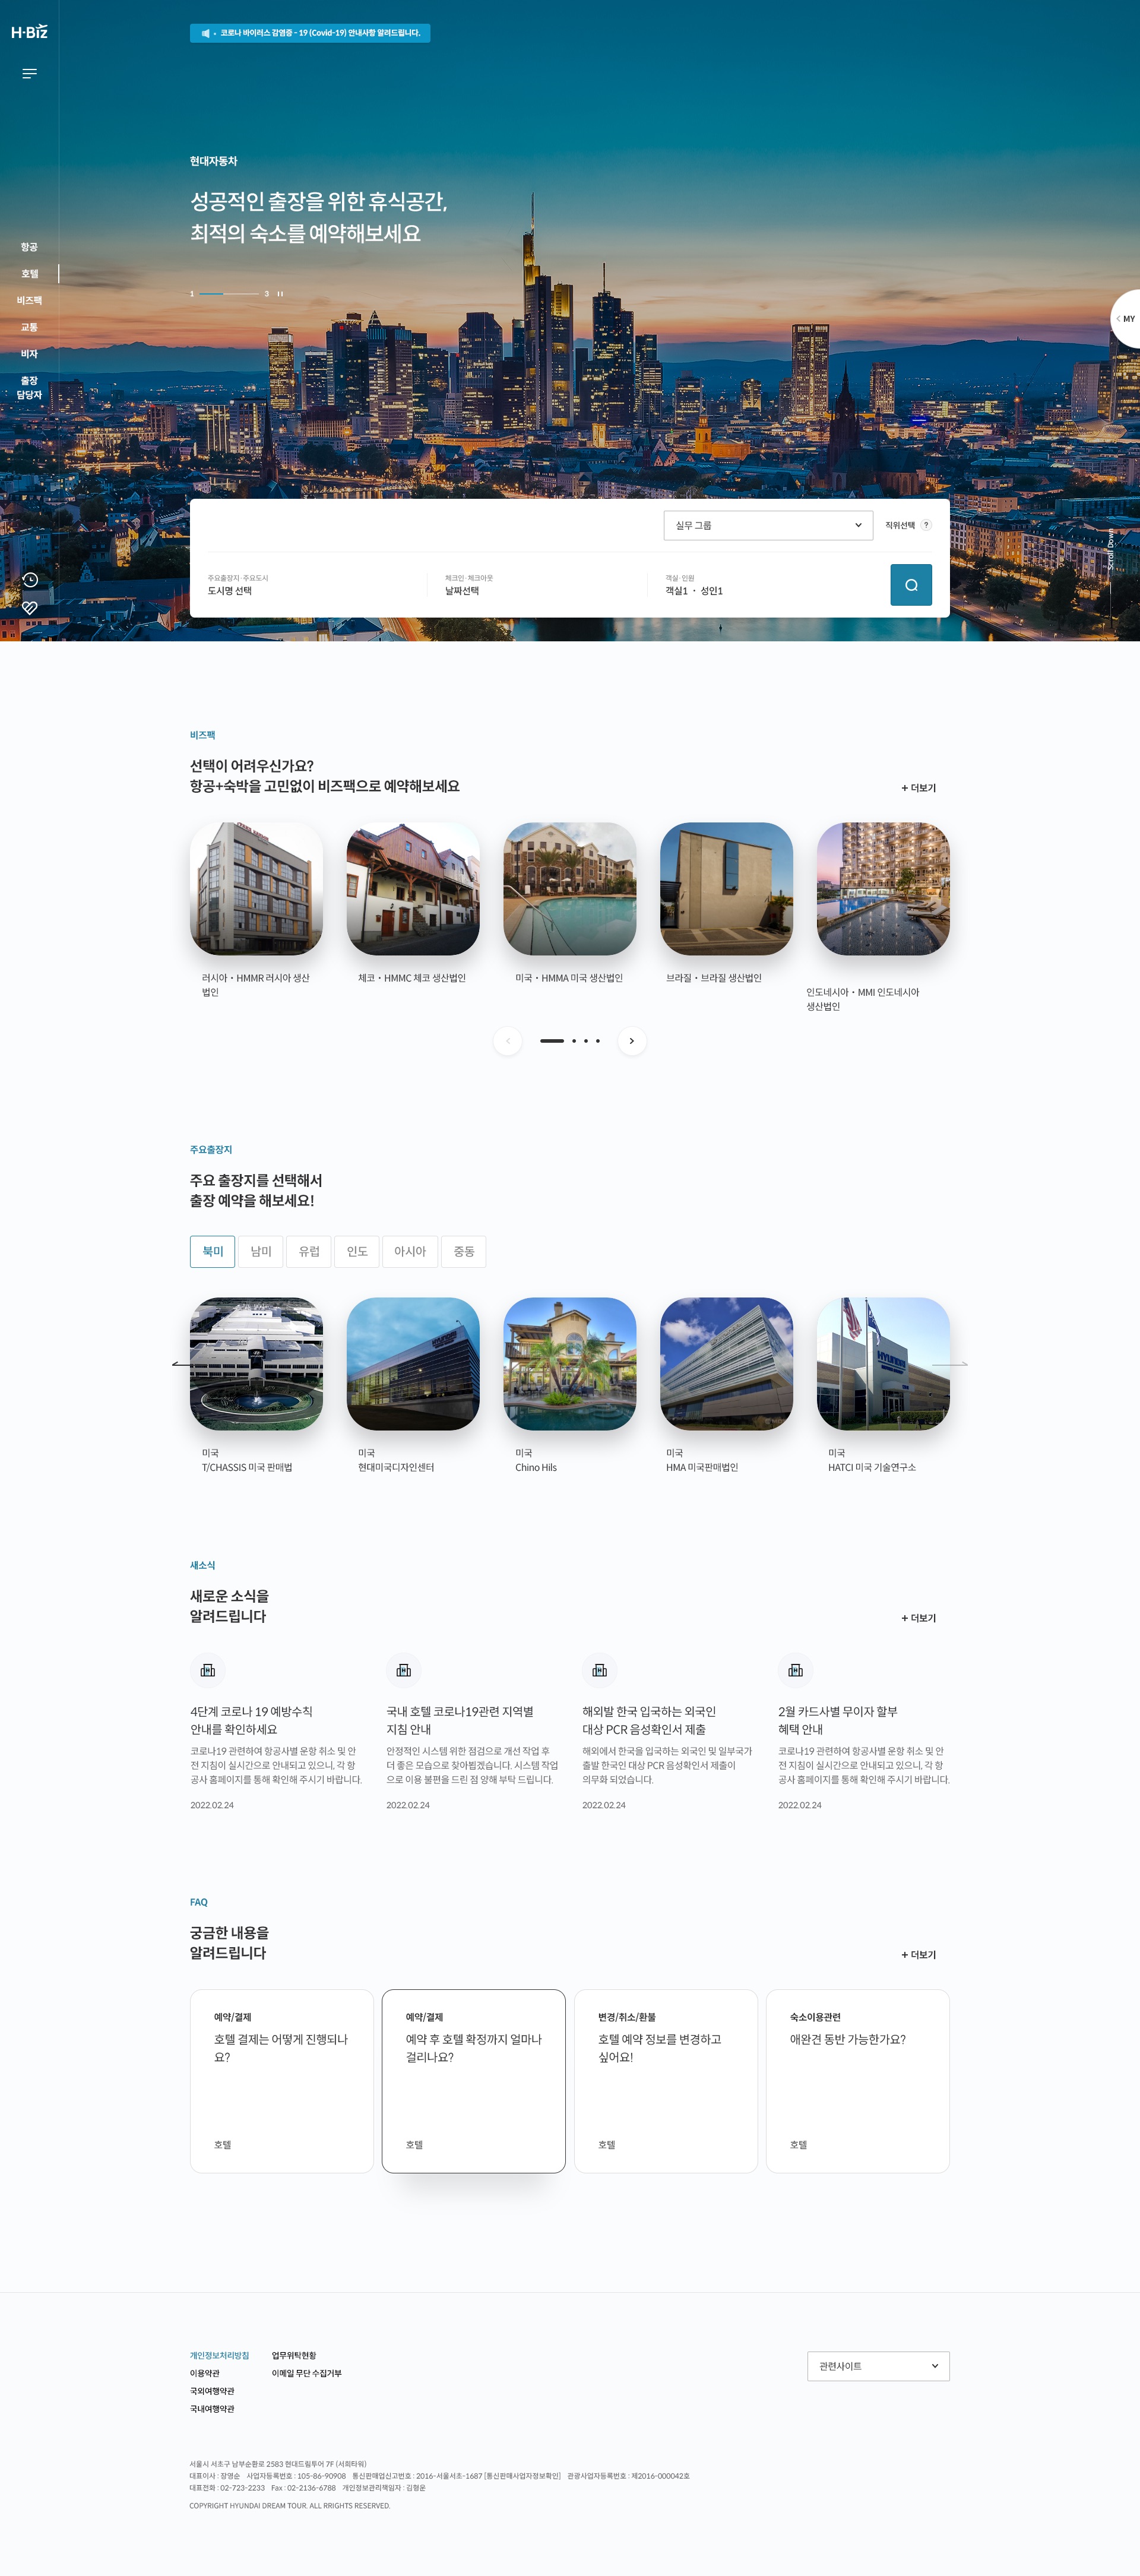 H·Biz
코로나 바이러스 감염증 - 19 (Covid-19) 안내사항 알려드립니다.
현대자동차
성공적인 출장을 위한 휴식공간,
최적의 숙소를 예약해보세요
1 3
항공
호텔
비즈팩
교통
비자
출장
담당자
MY
Scroll Down
실무 그룹
직위선택 ?
주요출장지·주요도시
도시명 선택
체크인·체크아웃
날짜선택
객실·인원
객실1 · 성인1
비즈팩
선택이 어려우신가요?
항공+숙박을 고민없이 비즈팩으로 예약해보세요
+ 더보기
러시아 · HMMR 러시아 생산
법인
체코 · HMMC 체코 생산법인
미국 · HMMA 미국 생산법인
브라질 · 브라질 생산법인
인도네시아 · MMI 인도네시아
생산법인
주요출장지
주요 출장지를 선택해서
출장 예약을 해보세요!
북미
남미
유럽
인도
아시아
중동
HYUNDAI
미국
T/CHASSIS 미국 판매법
미국
현대미국디자인센터
미국
Chino Hils
미국
HMA 미국판매법인
미국
HATCI 미국 기술연구소
새소식
새로운 소식을
알려드립니다
+ 더보기
4단계 코로나 19 예방수칙
안내를 확인하세요
코로나19 관련하여 항공사별 운항 취소 및 안
전 지침이 실시간으로 안내되고 있으니, 각 항
공사 홈페이지를 통해 확인해 주시기 바랍니다.
2022.02.24
국내 호텔 코로나19관련 지역별
지침 안내
안정적인 시스템 위한 점검으로 개선 작업 후
더 좋은 모습으로 찾아뵙겠습니다. 시스템 작업
으로 이용 불편을 드린 점 양해 부탁 드립니다.
2022.02.24
해외발 한국 입국하는 외국인
대상 PCR 음성확인서 제출
해외에서 한국을 입국하는 외국인 및 일부국가
출발 한국인 대상 PCR 음성확인서 제출이
의무화 되었습니다.
2022.02.24
2월 카드사별 무이자 할부
혜택 안내
코로나19 관련하여 항공사별 운항 취소 및 안
전 지침이 실시간으로 안내되고 있으니, 각 항
공사 홈페이지를 통해 확인해 주시기 바랍니다.
2022.02.24
FAQ
궁금한 내용을
알려드립니다
+ 더보기
예약/결제
호텔 결제는 어떻게 진행되나
요?
호텔
예약/결제
예약 후 호텔 확정까지 얼마나
걸리나요?
호텔
변경/취소/환불
호텔 예약 정보를 변경하고
싶어요!
호텔
숙소이용관련
애완견 동반 가능한가요?
호텔
개인정보처리방침
이용약관
국외여행약관
국내여행약관
업무위탁현황
이메일 무단 수집거부
관련사이트
서울시 서초구 남부순환로 2583 현대드림투어 7F (서희타워)
대표이사 : 장영순 사업자등록번호 : 105-86-90908 통신판매업신고번호 : 2016-서울서초-1687 [통신판매사업자정보확인] 관광사업자등록번호 : 제2016-000042호
대표전화 : 02-723-2233 Fax : 02-2136-6788 개인정보관리책임자 : 김형운
COPYRIGHT HYUNDAI DREAM TOUR. ALL RRIGHTS RESERVED.